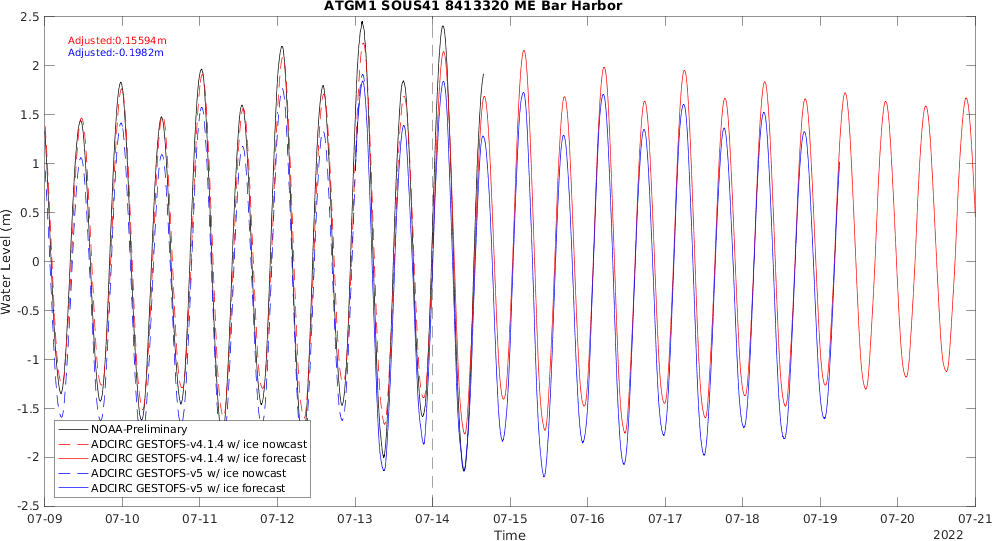 ATGM1 SOUS41 8413320 ME Bar Harbor
Adjusted:0.15594m
Adjusted:-0.1982m
Water Level (m)
2.5
2
1.5
1
0.5
0
-0.5
-1
-1.5
-2
-2.5
NOAA-Preliminary
ADCIRC GESTOFS-v4.1.4 w/ ice nowcast
ADCIRC GESTOFS-v4.1.4 w/ ice forecast
ADCIRC GESTOFS-v5 w/ ice nowcast
ADCIRC GESTOFS-v5 w/ ice forecast
07-09 07-10 07-11 07-12 07-13 07-14 07-15 07-16 07-17 07-18 07-19 07-20 07-21
Time
2022